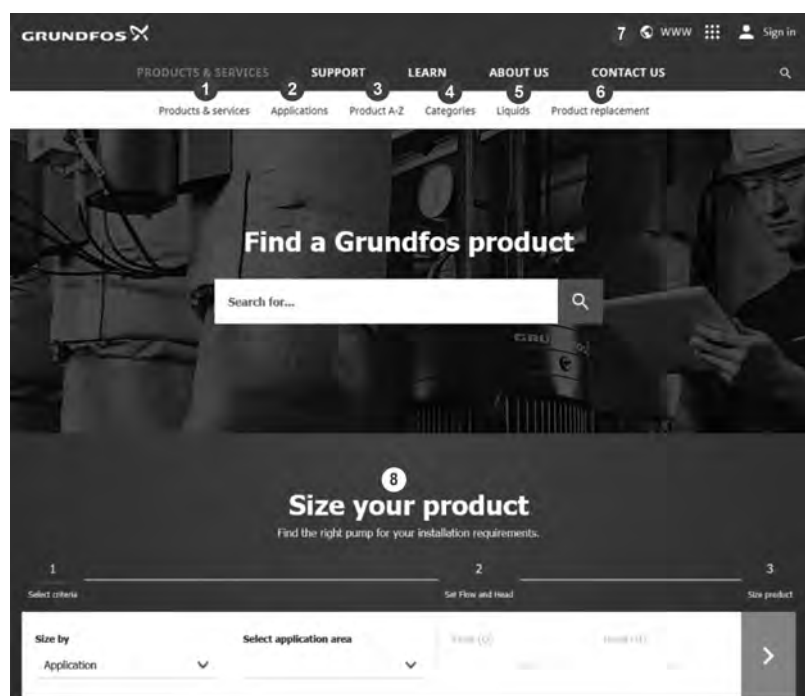 GRUNDFOS
7 WWW Sign in
PRODUCTS & SERVICES SUPPORT LEARN ABOUT US CONTACT US
1 2 3 4 5 6
Products & services Applications Product A-Z Categories Liquids Product replacement
Find a Grundfos product
Search for...
8
Size your product
Find the right pump for your installation requirements.
1 2 3
Select criteria Set Flow and Head Size product
Size by Select application area Flow (Q) Head (H)
Application